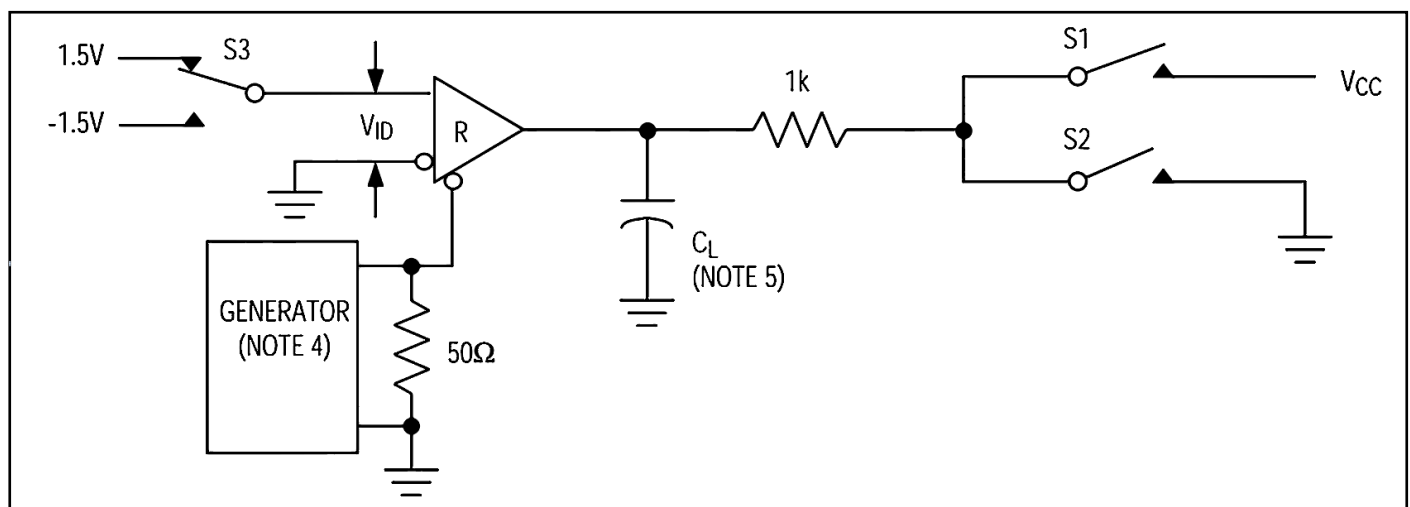 1.5V
S3
-1.5V
VID
R
1k
S1
VCC
S2
CL
(NOTE 5)
GENERATOR
(NOTE 4)
50Ω